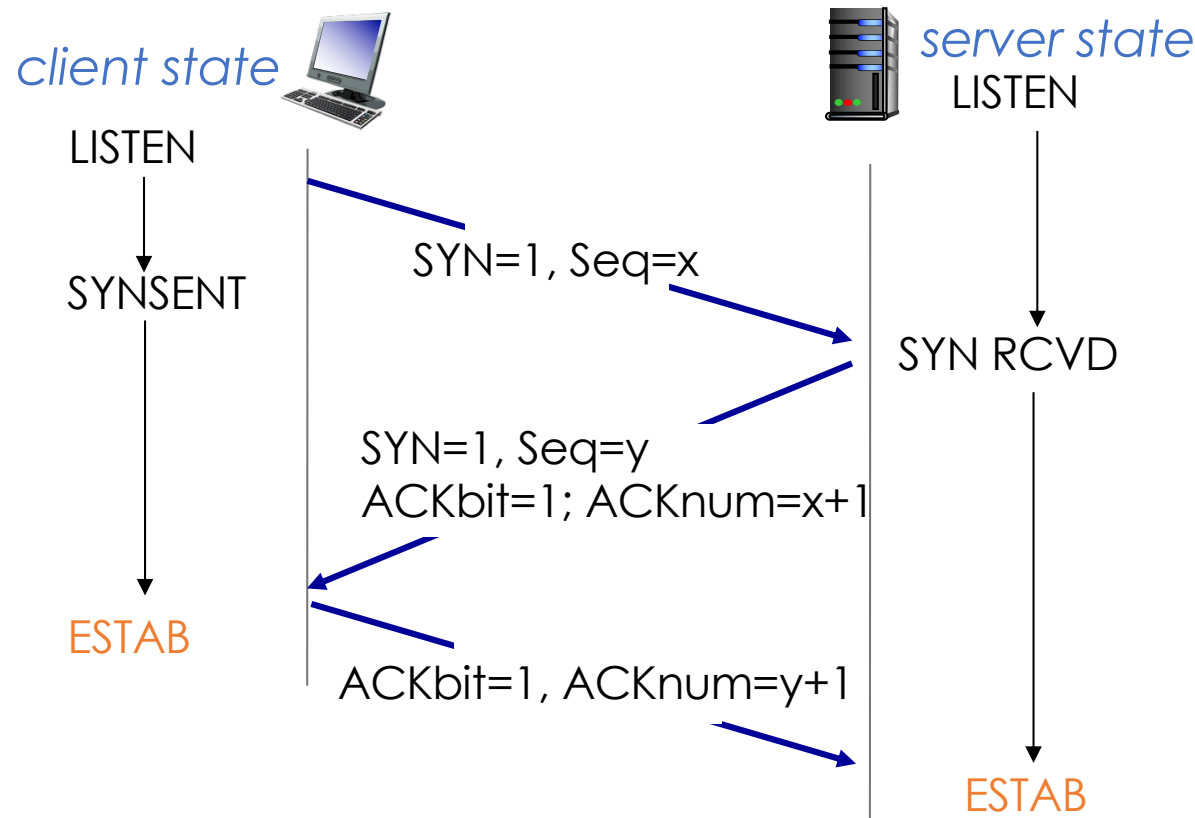 client state
server state
LISTEN
LISTEN
SYN=1, Seq=x
SYNSENT
SYN RCVD
SYN=1, Seq=y
ACKbit=1; ACKnum=x+1
ESTAB
ACKbit=1, ACKnum=y+1
ESTAB